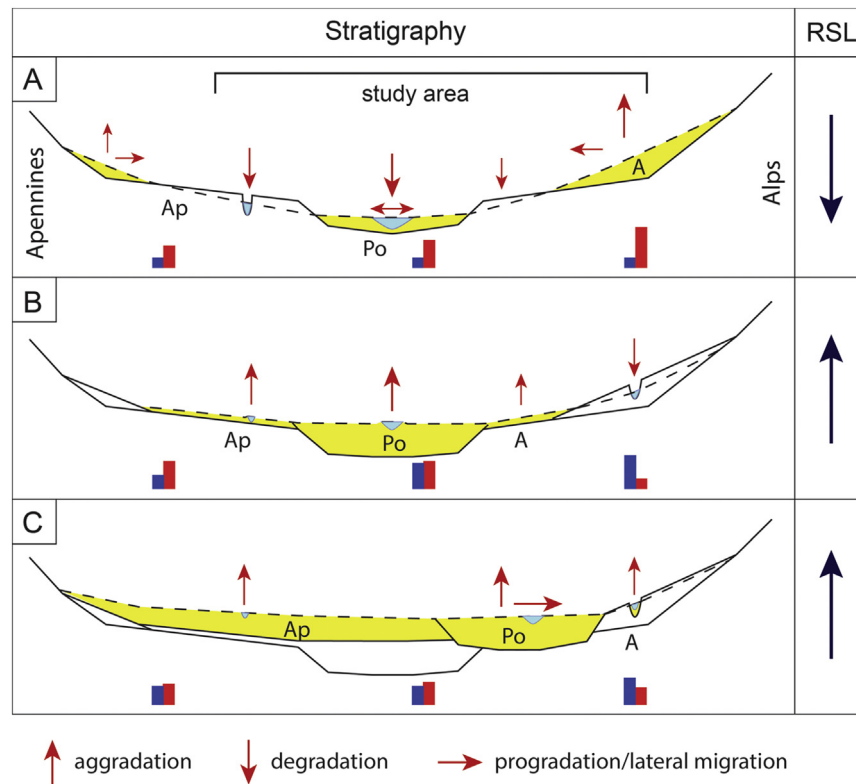 Stratigraphy
RSL
A
study area
Apennines
Ap
Po
A
Alps
B
Ap
Po
A
C
Ap
Po
A
aggradation
degradation
progradation/lateral migration